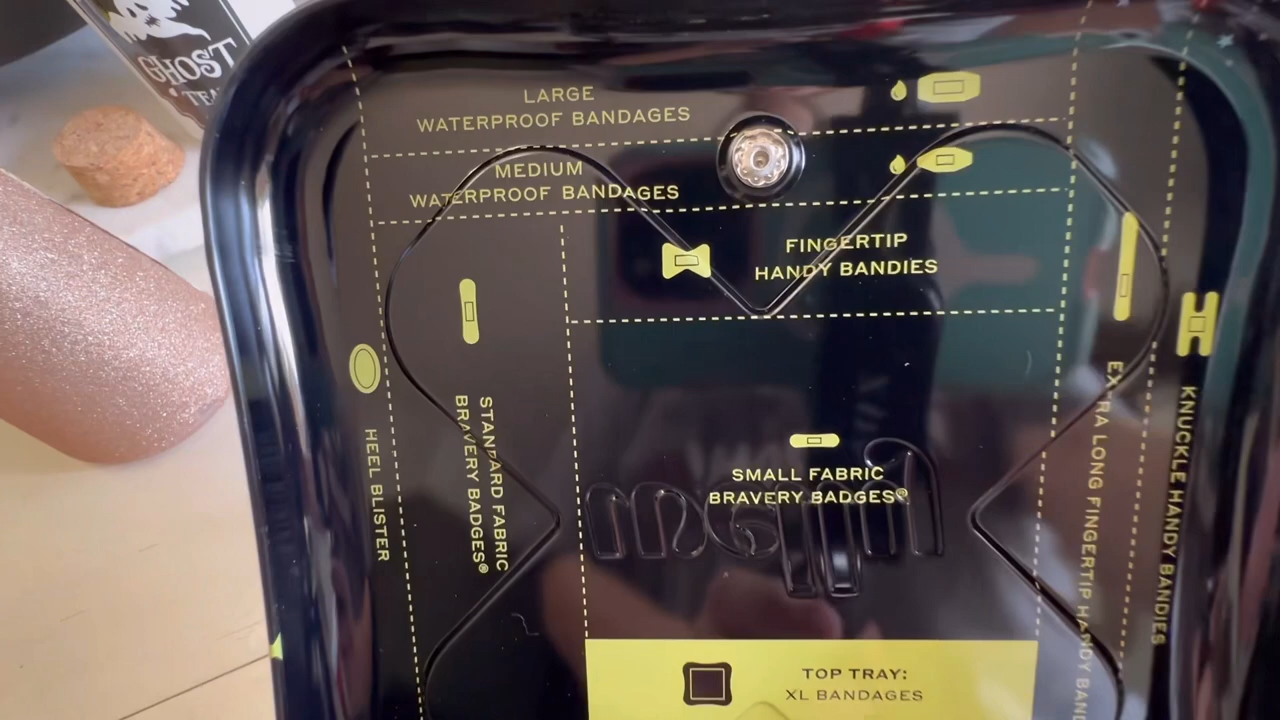 GHOST
LARGE
WATERPROOF BANDAGES
MEDIUM
WATERPROOF BANDAGES
FINGERTIP
HANDY BANDIES
HEEL BLISTER
STANDARD FABRIC
BRAVERY BADGES®
SMALL FABRIC
BRAVERY BADGES®
EXTRA LONG FINGERTIP HANDY BAND
KNUCKLE HANDY BANDIES
TOP TRAY:
XL BANDAGES